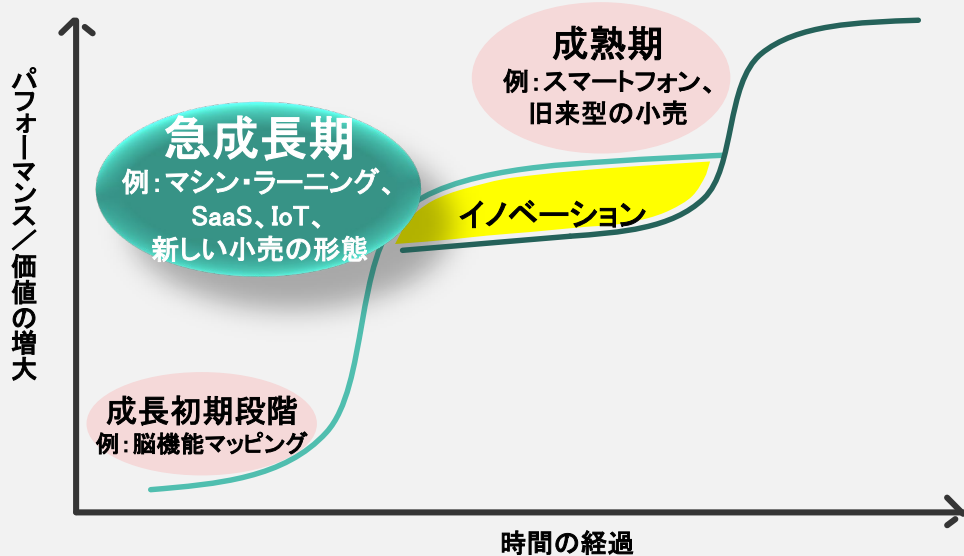 パフォーマンス／価値の増大
成熟期
例：スマートフォン、
旧来型の小売
急成長期
例：マシン・ラーニング、
SaaS、IoT、
新しい小売の形態
イノベーション
成長初期段階
例：脳機能マッピング
時間の経過